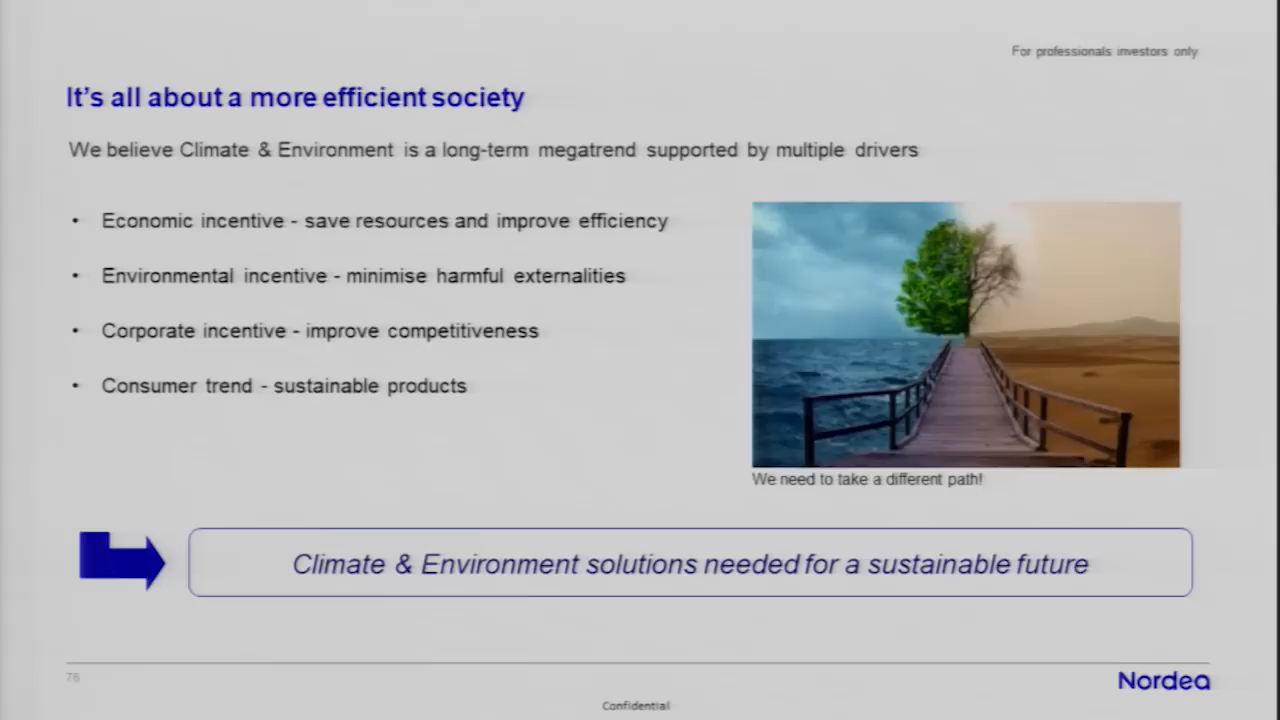 For professionals investors only
It's all about a more efficient society
We believe Climate & Environment is a long-term megatrend supported by multiple drivers
• Economic incentive - save resources and improve efficiency
• Environmental incentive - minimise harmful externalities
• Corporate incentive - improve competitiveness
• Consumer trend - sustainable products
We need to take a different path!
Climate & Environment solutions needed for a sustainable future
76
Nordea
Confidential